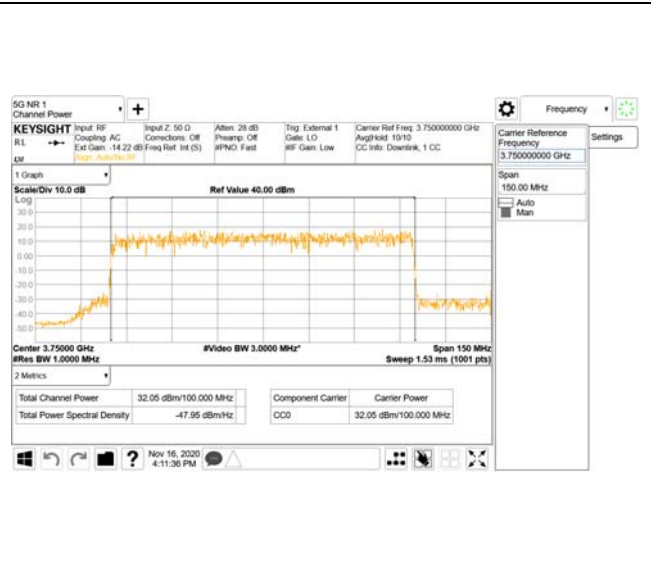 5G NR 1
Channel Power
Frequency
KEYSIGHT
RL
Input: RF
Coupling: AC
Ext Gain: -14.22 dB
Align: Auto/No RF
Input Z: 50 Ω
Corrections: Off
Freq Ref: Int (S)
Atten: 28 dB
Preamp: Off
#PNO: Fast
Trig: External 1
Gate: LO
#IF Gain: Low
Carrier Ref Freq: 3.750000000 GHz
Avg|Hold: 10/10
CC Info: Downlink, 1 CC
Carrier Reference
Frequency
3.750000000 GHz
Settings
Span
150.00 MHz
Auto
Man
1 Graph
Scale/Div 10.0 dB
Ref Value 40.00 dBm
Log
30.0
20.0
10.0
0.00
-10.0
-20.0
-30.0
-40.0
-50.0
Center 3.75000 GHz
#Video BW 3.0000 MHz*
Span 150 MHz
#Res BW 1.0000 MHz
Sweep 1.53 ms (1001 pts)
2 Metrics
Total Channel Power 32.05 dBm/100.000 MHz
Total Power Spectral Density -47.95 dBm/Hz
Component Carrier Carrier Power
CC0 32.05 dBm/100.000 MHz
?
Nov 16, 2020
4:11:36 PM